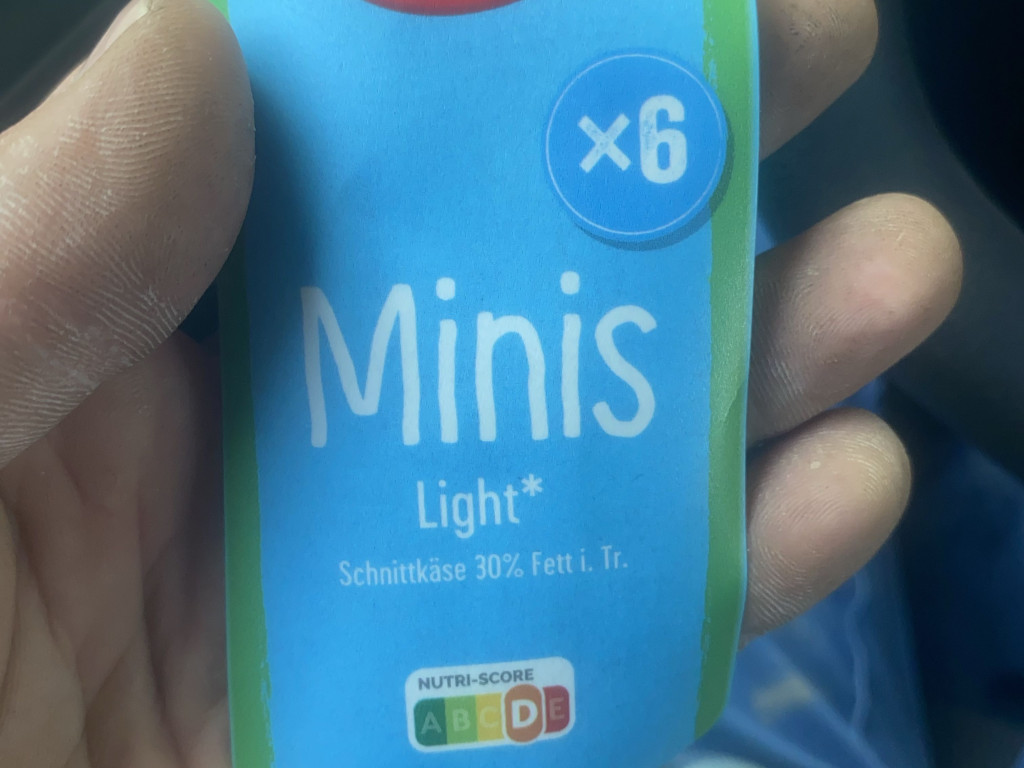 ×6
Minis
Light*
Schnittkäse 30% Fett i. Tr.
NUTRI-SCORE
A B C D E